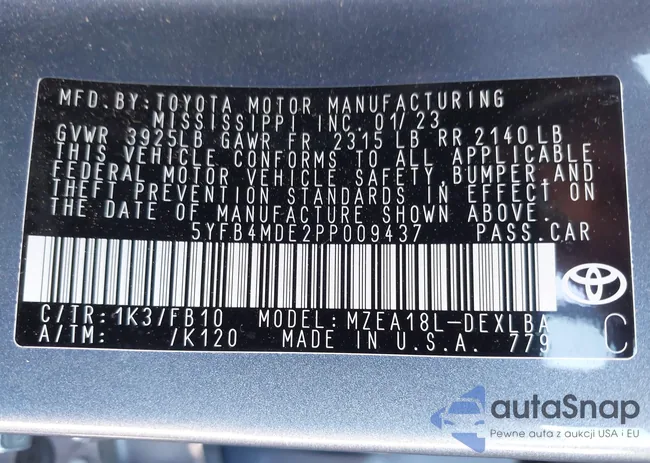 MFD.BY:TOYOTA MOTOR MANUFACTURING
MISSISSIPPI INC. 01/23
GVWR 3925LB GAWR FR 2315 LB RR 2140 LB
THIS VEHICLE CONFORMS TO ALL APPLICABLE
FEDERAL MOTOR VEHICLE SAFETY,BUMPER,AND
THEFT PREVENTION STANDARDS IN EFFECT ON
THE DATE OF MANUFACTURE SHOWN ABOVE.
5YFB4MDE2PP009437 PASS.CAR
C/TR: 1K3/FB10 MODEL: MZEA18L-DEXLBA
A/TM: /K120 MADE IN U.S.A. 779
C
autaSnap
Pewne auta z aukcji USA i EU